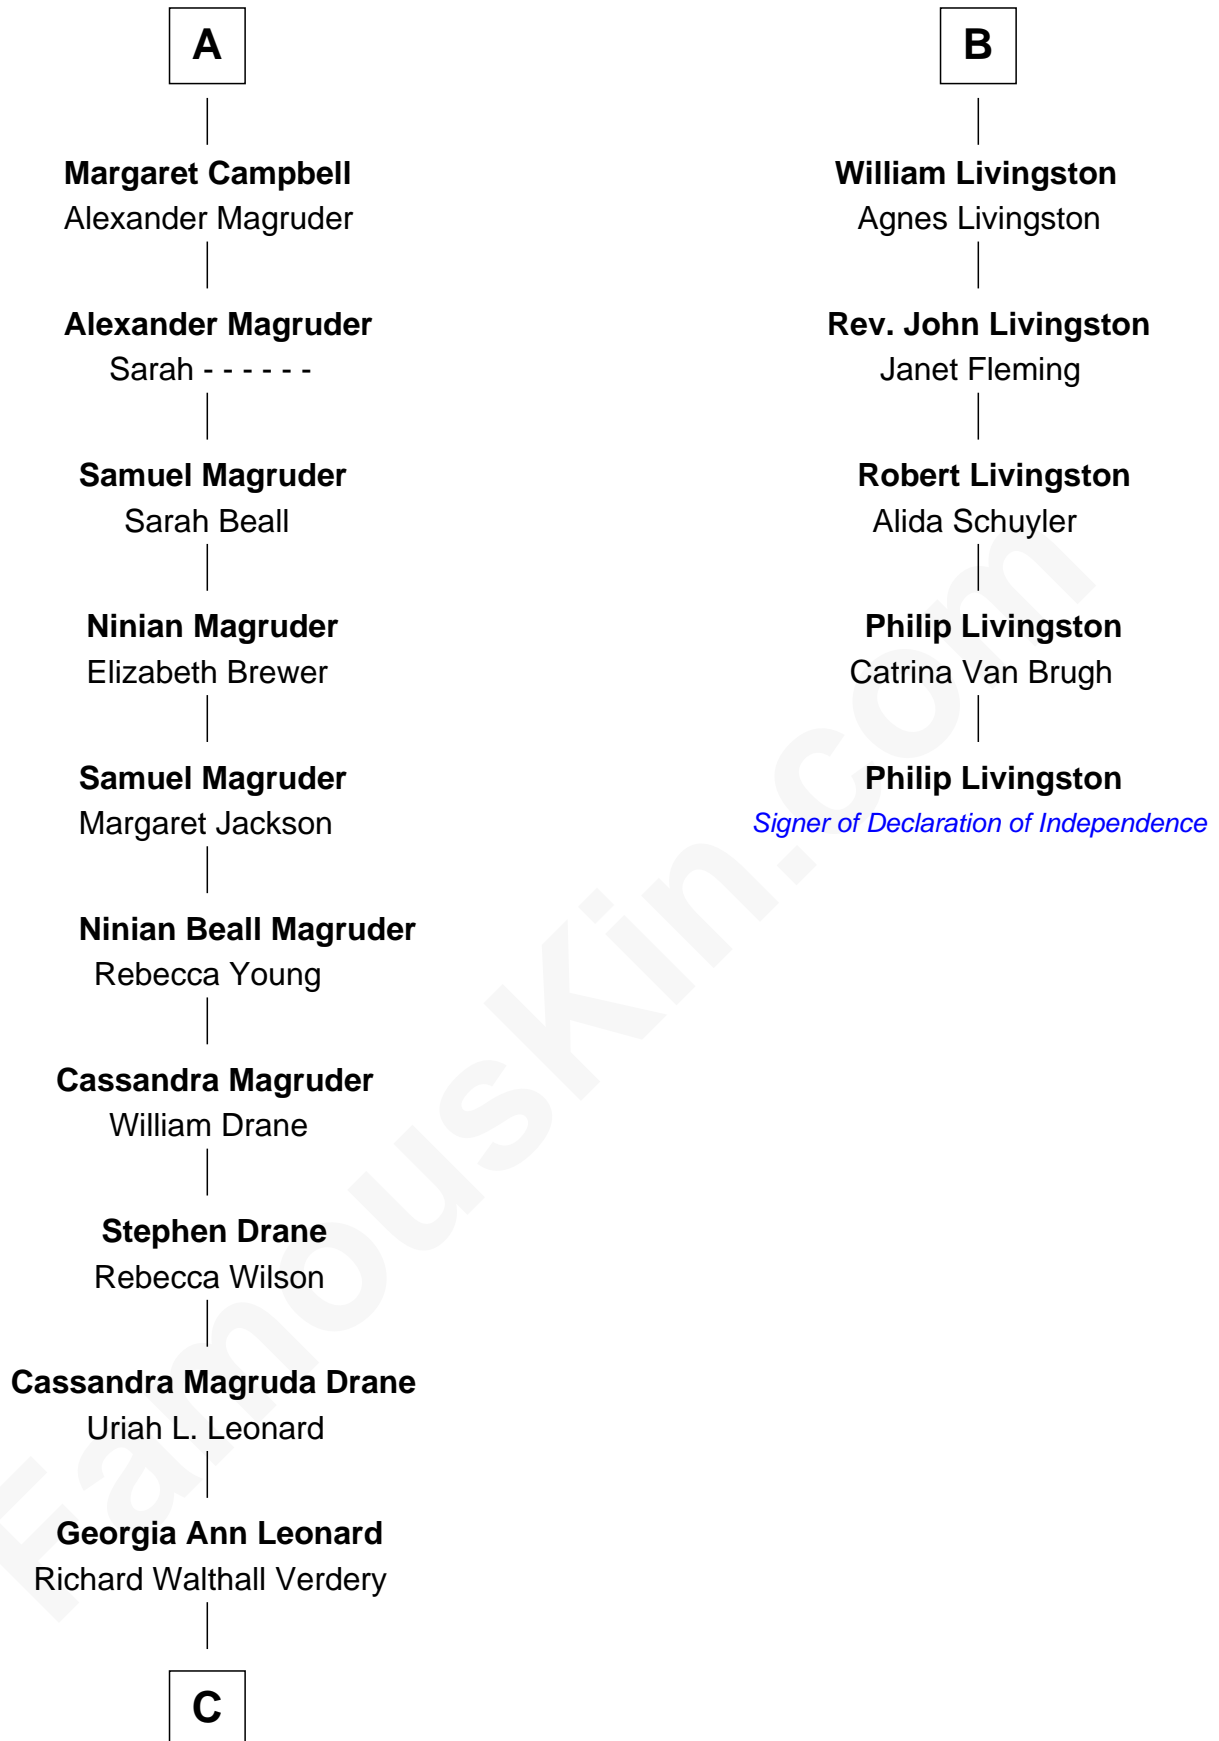 A
Margaret Campbell
Alexander Magruder
Alexander Magruder
Sarah - - - - - -
Samuel Magruder
Sarah Beall
Ninian Magruder
Elizabeth Brewer
Samuel Magruder
Margaret Jackson
Ninian Beall Magruder
Rebecca Young
Cassandra Magruder
William Drane
Stephen Drane
Rebecca Wilson
Cassandra Magruda Drane
Uriah L. Leonard
Georgia Ann Leonard
Richard Walthall Verdery
C
B
William Livingston
Agnes Livingston
Rev. John Livingston
Janet Fleming
Robert Livingston
Alida Schuyler
Philip Livingston
Catrina Van Brugh
Philip Livingston
Signer of Declaration of Independence
FamousKin.com